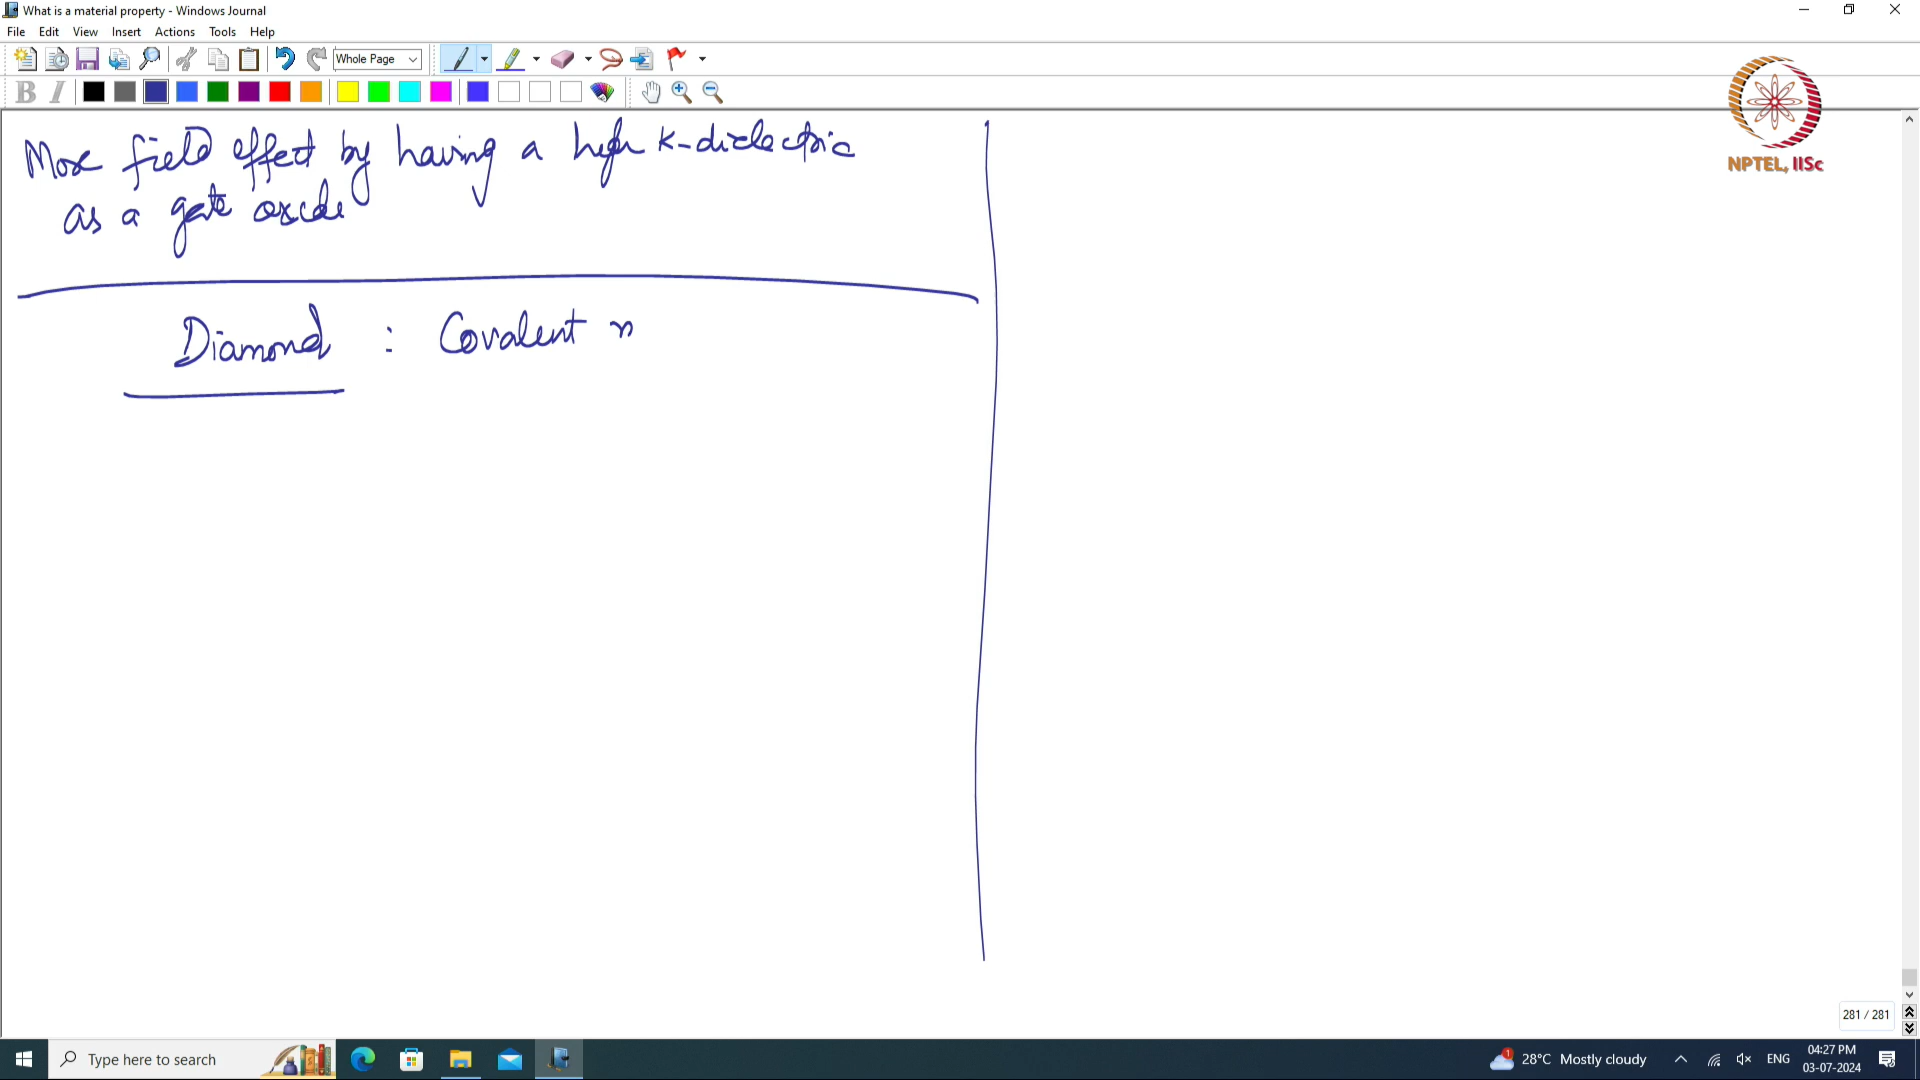 What is a material property - Windows Journal
File Edit View Insert Actions Tools Help
Whole Page
B I
NPTEL, IISc
More field effect by having a high K-dielectric
as a gate oxide
Diamond : Covalent n
281 / 281
Type here to search
1
28°C Mostly cloudy
ENG
04:27 PM
03-07-2024